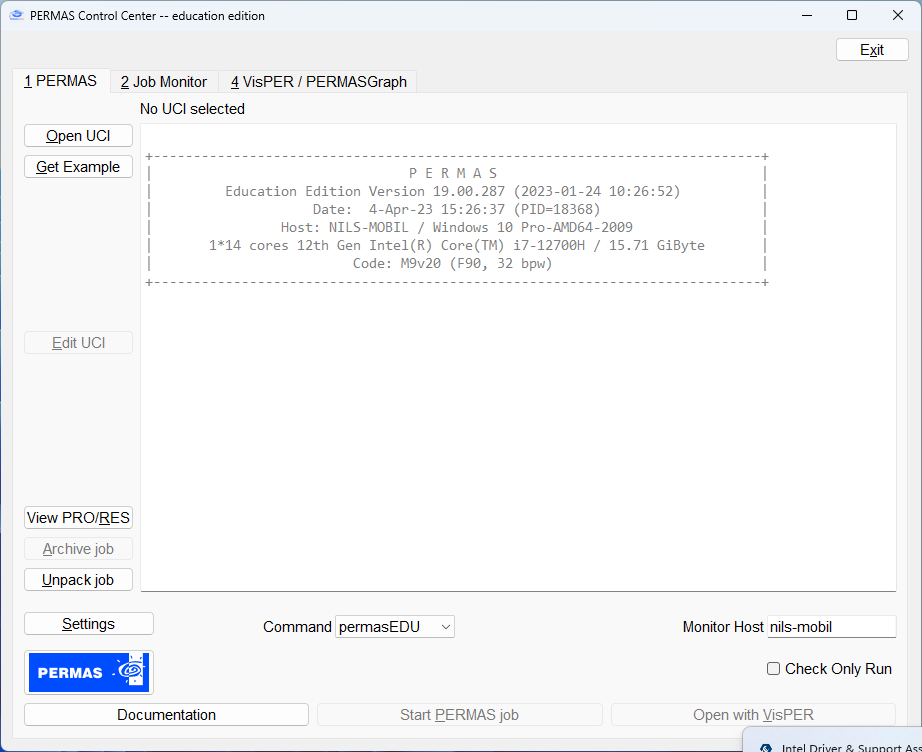 PERMAS Control Center -- education edition
Exit
1 PERMAS
2 Job Monitor
4 VisPER / PERMASGraph
No UCI selected
Open UCI
Get Example
P E R M A S
Education Edition Version 19.00.287 (2023-01-24 10:26:52)
Date:  4-Apr-23 15:26:37 (PID=18368)
Host: NILS-MOBIL / Windows 10 Pro-AMD64-2009
1*14 cores 12th Gen Intel(R) Core(TM) i7-12700H / 15.71 GiByte
Code: M9v20 (F90, 32 bpw)
Edit UCI
View PRO/RES
Archive job
Unpack job
Settings
Command permasEDU
Monitor Host nils-mobil
PERMAS
Check Only Run
Documentation
Start PERMAS job
Open with VisPER
Intel Driver & Support Ass